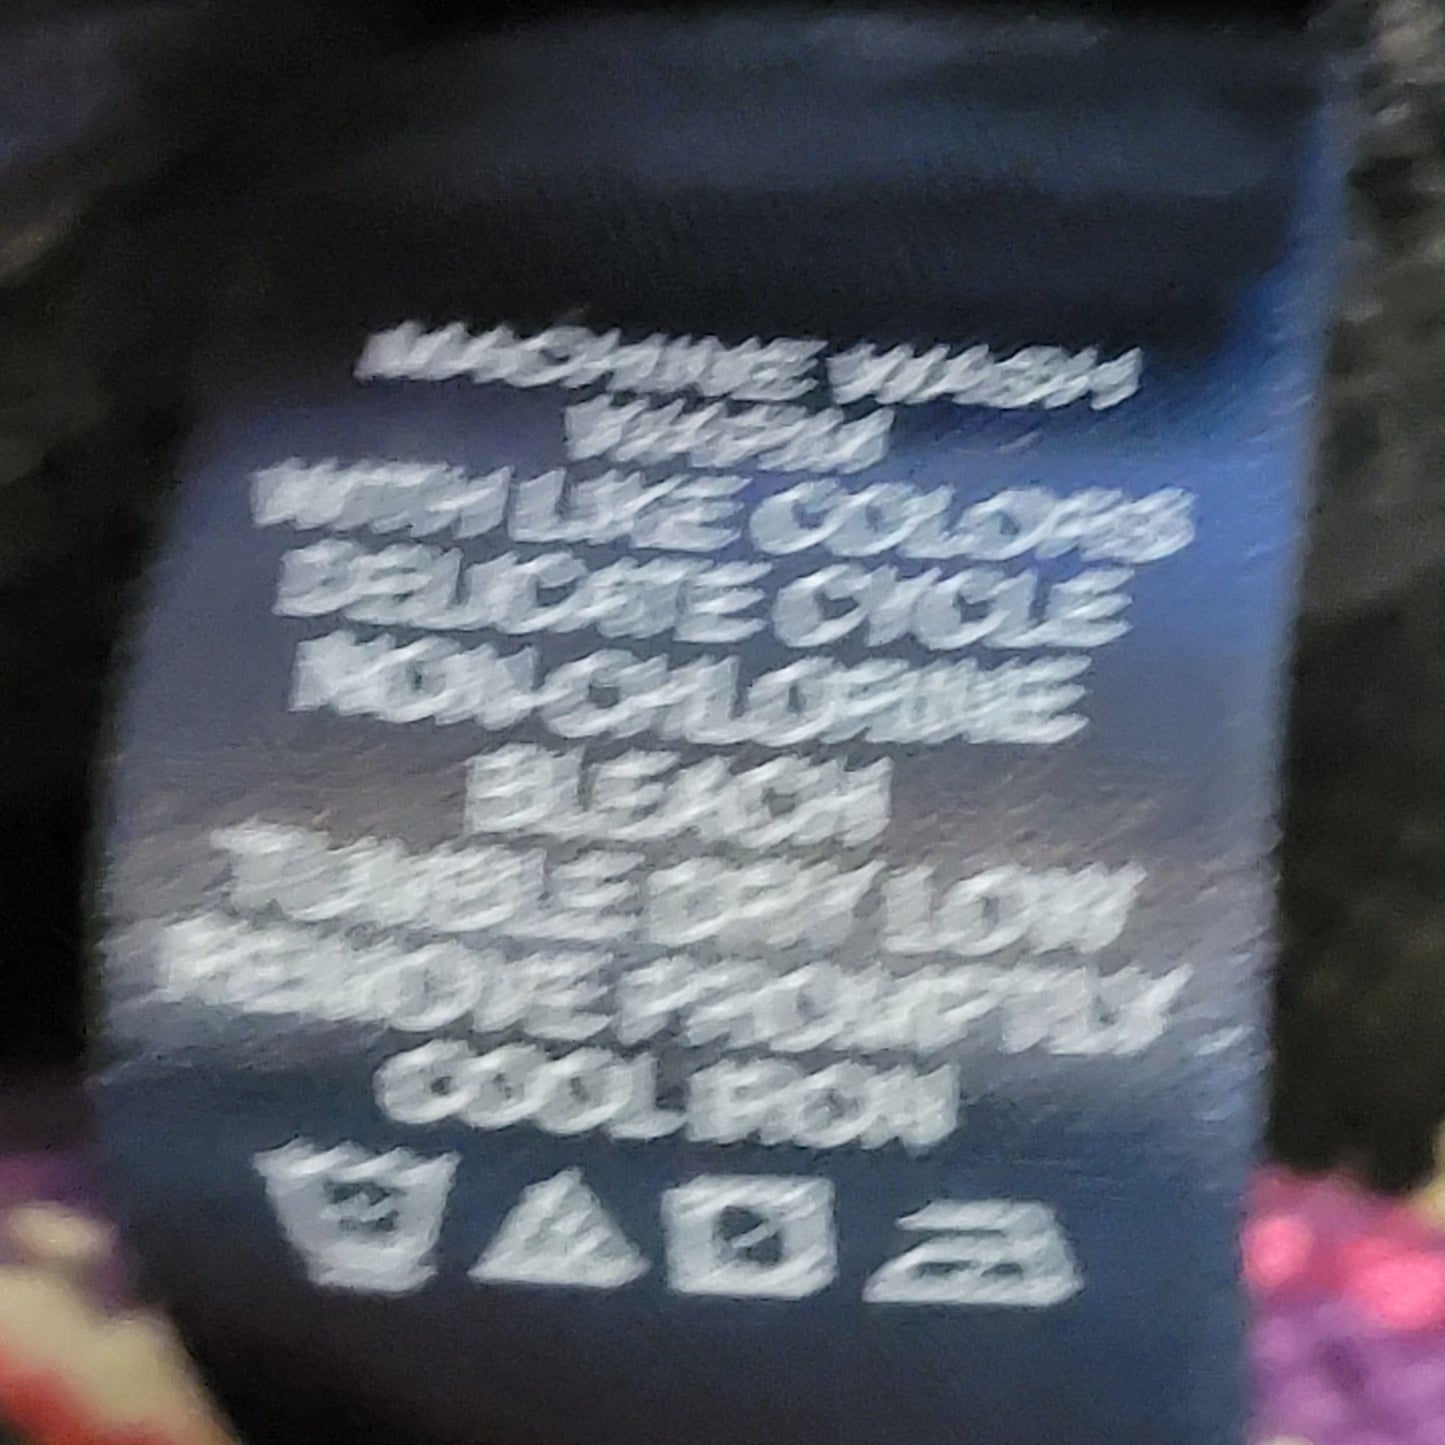 MACHINE WASH
WARM
WITH LIKE COLORS
DELICATE CYCLE
NON-CHLORINE
BLEACH
TUMBLE DRY LOW
REMOVE PROMPTLY
COOL IRON